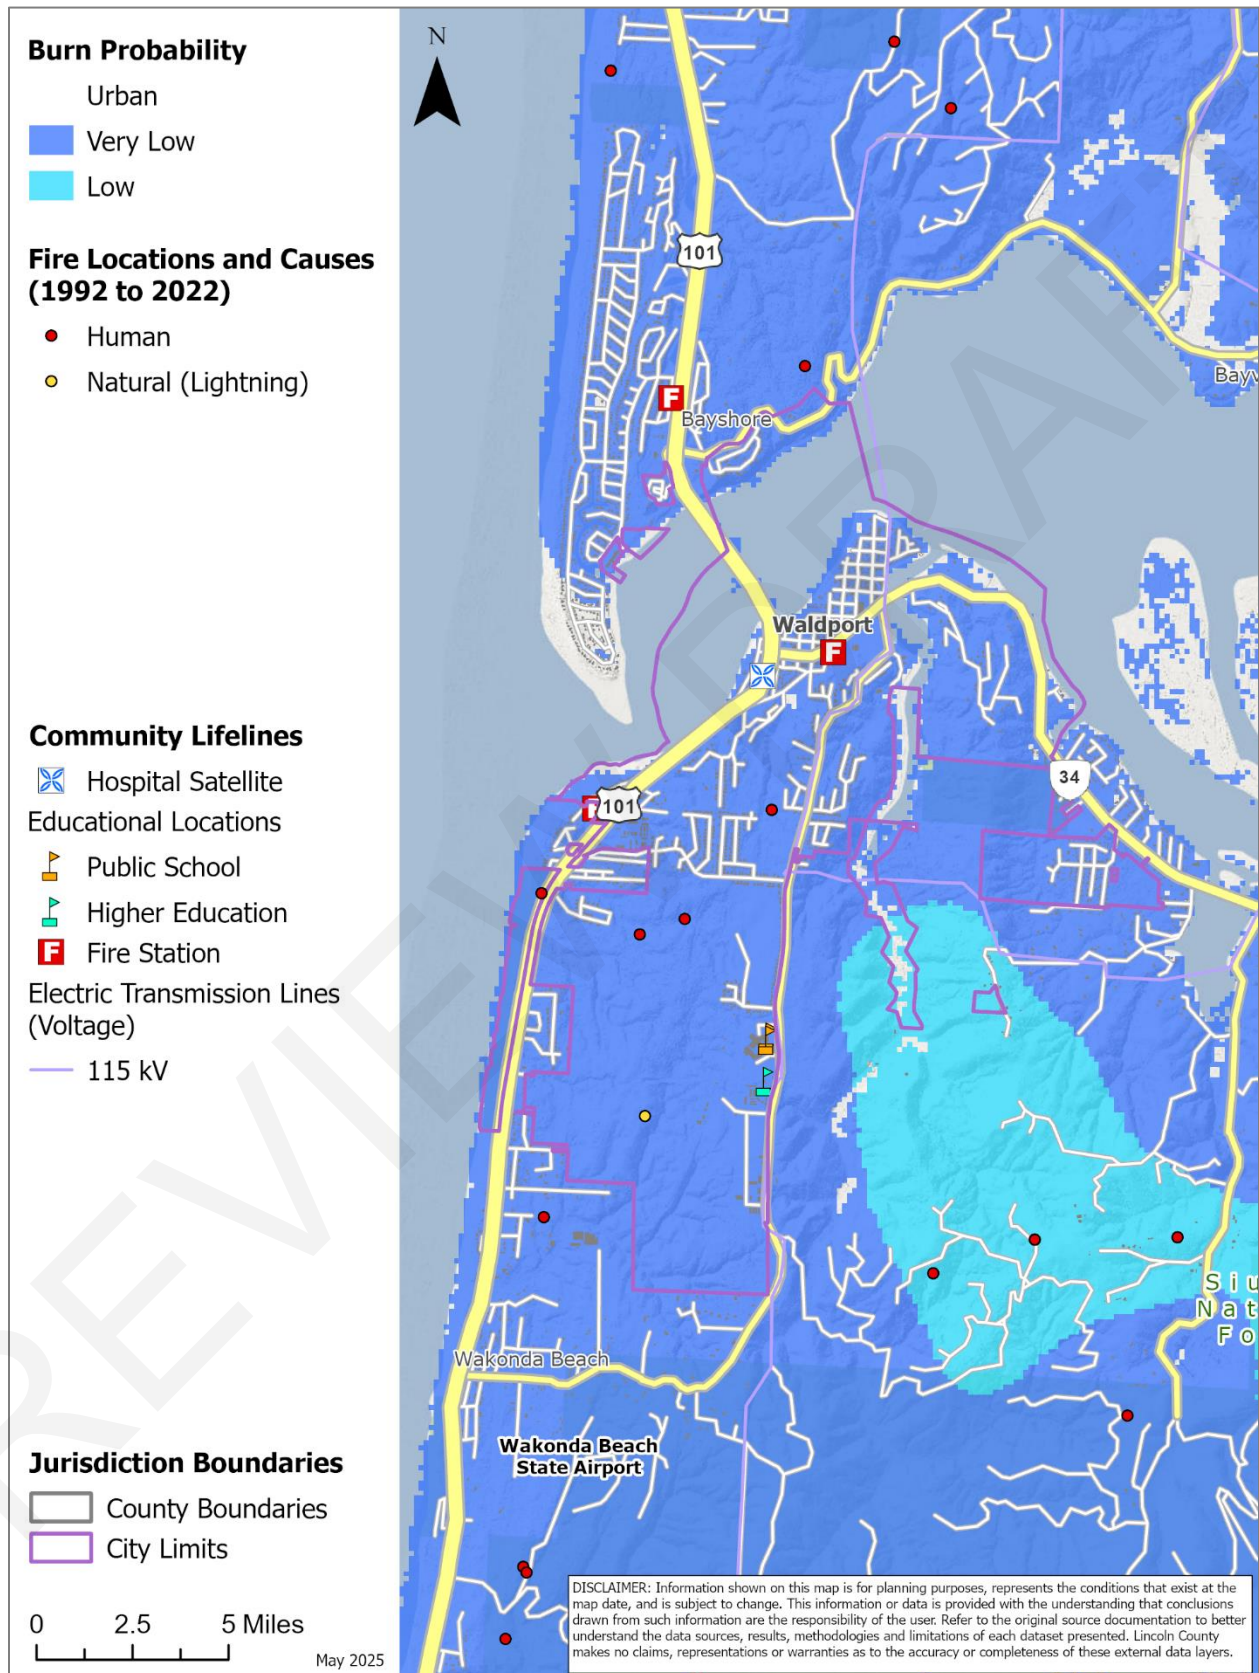 Burn Probability
Urban
Very Low
Low
Fire Locations and Causes
(1992 to 2022)
Human
Natural (Lightning)
Community Lifelines
Hospital Satellite
Educational Locations
Public School
Higher Education
F Fire Station
Electric Transmission Lines
(Voltage)
115 kV
Jurisdiction Boundaries
County Boundaries
City Limits
0 2.5 5 Miles
May 2025
N
101
F
Bayshore
Bayv
Waldport
F
34
101
Siu
Nat
Fo
Wakonda Beach
Wakonda Beach
State Airport
DISCLAIMER: Information shown on this map is for planning purposes, represents the conditions that exist at the
map date, and is subject to change. This information or data is provided with the understanding that conclusions
drawn from such information are the responsibility of the user. Refer to the original source documentation to better
understand the data sources, results, methodologies and limitations of each dataset presented. Lincoln County
makes no claims, representations or warranties as to the accuracy or completeness of these external data layers.
REVIEW DRAF